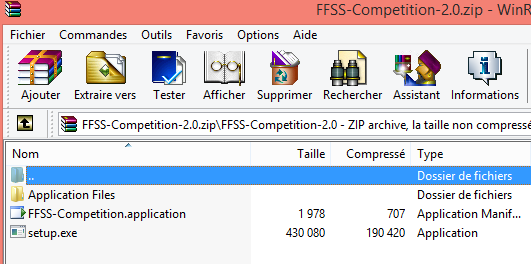 FFSS-Competition-2.0.zip - WinR
Fichier Commandes Outils Favoris Options Aide
Ajouter Extraire vers Tester Afficher Supprimer Rechercher Assistant Informations
FFSS-Competition-2.0.zip\FFSS-Competition-2.0 - ZIP archive, la taille non compressé
Nom Taille Compressé Type
.. Dossier de fichiers
Application Files Dossier de fichiers
FFSS-Competition.application 1 978 707 Application Manif...
setup.exe 430 080 190 420 Application